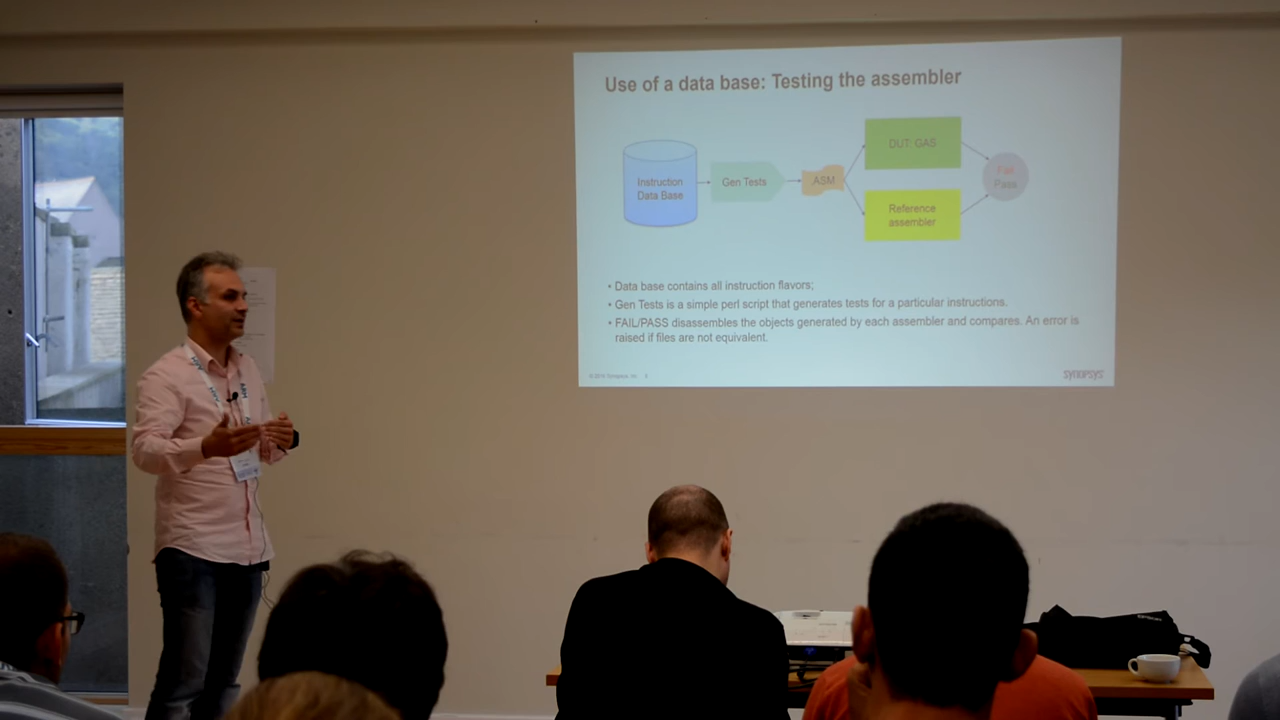 Use of a data base: Testing the assembler
Instruction
Data Base
Gen Tests
ASM
DUT: GAS
Reference
assembler
Fail
Pass
• Data base contains all instruction flavors;
• Gen Tests is a simple perl script that generates tests for a particular instructions.
• FAIL/PASS disassembles the objects generated by each assembler and compares. An error is
raised if files are not equivalent.
SYNOPSYS